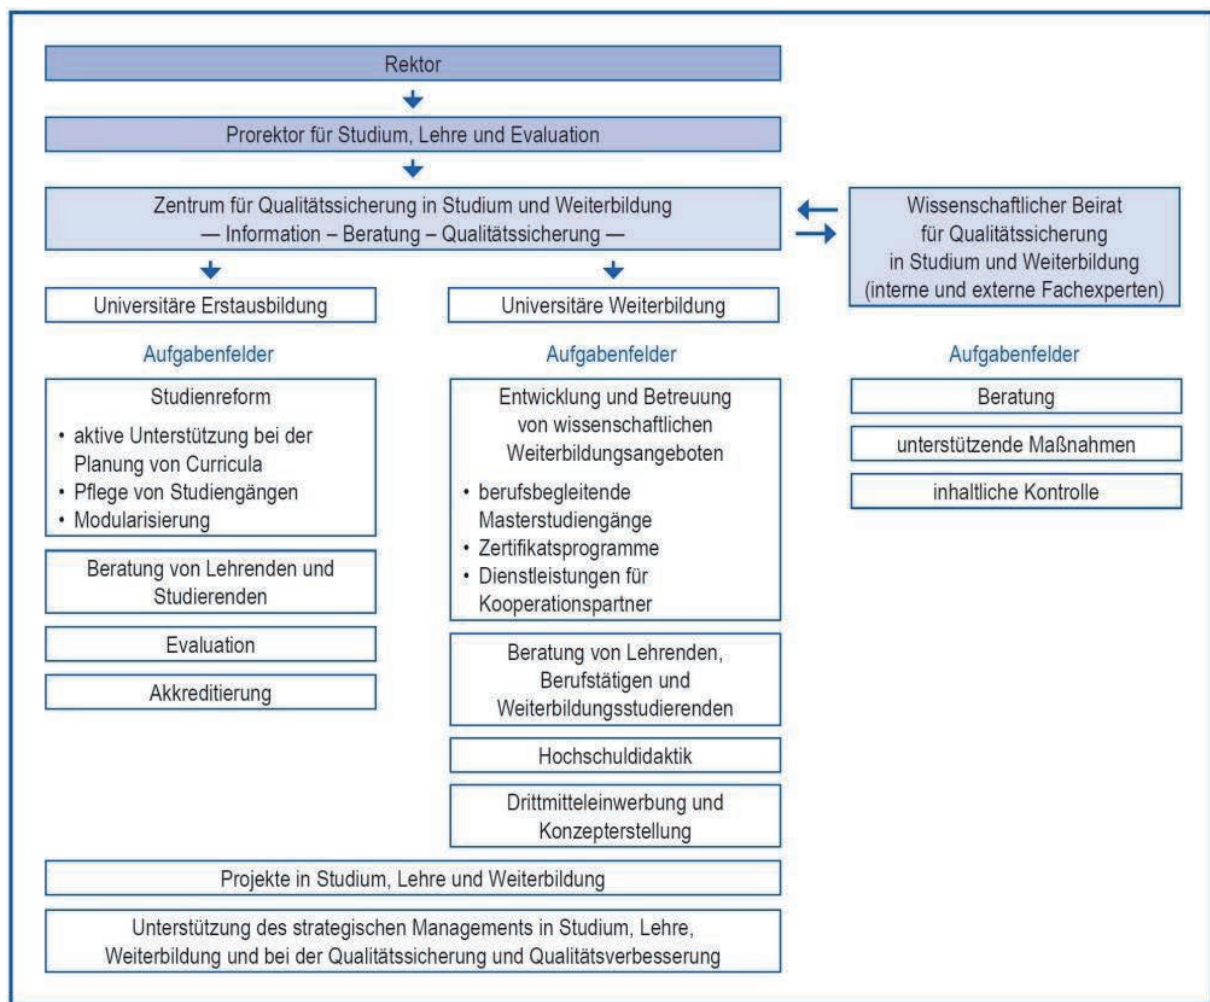 Rektor
Prorektor für Studium, Lehre und Evaluation
Zentrum für Qualitätssicherung in Studium und Weiterbildung
— Information – Beratung – Qualitätssicherung —
Wissenschaftlicher Beirat
für Qualitätssicherung
in Studium und Weiterbildung
(interne und externe Fachexperten)
Universitäre Erstausbildung
Aufgabenfelder
Studienreform
• aktive Unterstützung bei der
Planung von Curricula
• Pflege von Studiengängen
• Modularisierung
Beratung von Lehrenden und
Studierenden
Evaluation
Akkreditierung
Universitäre Weiterbildung
Aufgabenfelder
Entwicklung und Betreuung
von wissenschaftlichen
Weiterbildungsangeboten
• berufsbegleitende
Masterstudiengänge
• Zertifikatsprogramme
• Dienstleistungen für
Kooperationspartner
Beratung von Lehrenden,
Berufstätigen und
Weiterbildungsstudierenden
Hochschuldidaktik
Drittmitteleinwerbung und
Konzepterstellung
Aufgabenfelder
Beratung
unterstützende Maßnahmen
inhaltliche Kontrolle
Projekte in Studium, Lehre und Weiterbildung
Unterstützung des strategischen Managements in Studium, Lehre,
Weiterbildung und bei der Qualitätssicherung und Qualitätsverbesserung